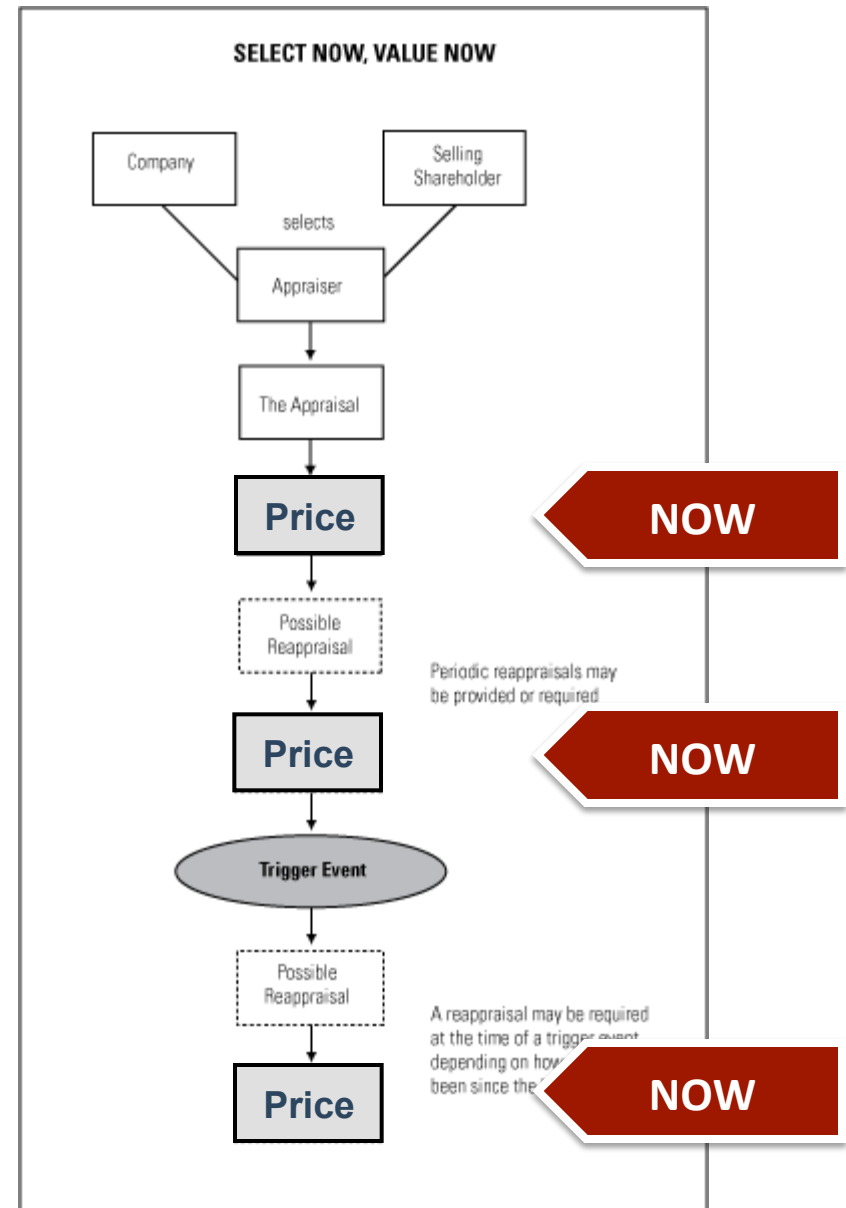 SELECT NOW, VALUE NOW
Company
Selling
Shareholder
selects
Appraiser
The Appraisal
Price
NOW
Possible
Reappraisal
Periodic reappraisals may
be provided or required
Price
NOW
Trigger Event
Possible
Reappraisal
A reappraisal may be required
at the time of a trigger event
depending on how
been since the
Price
NOW